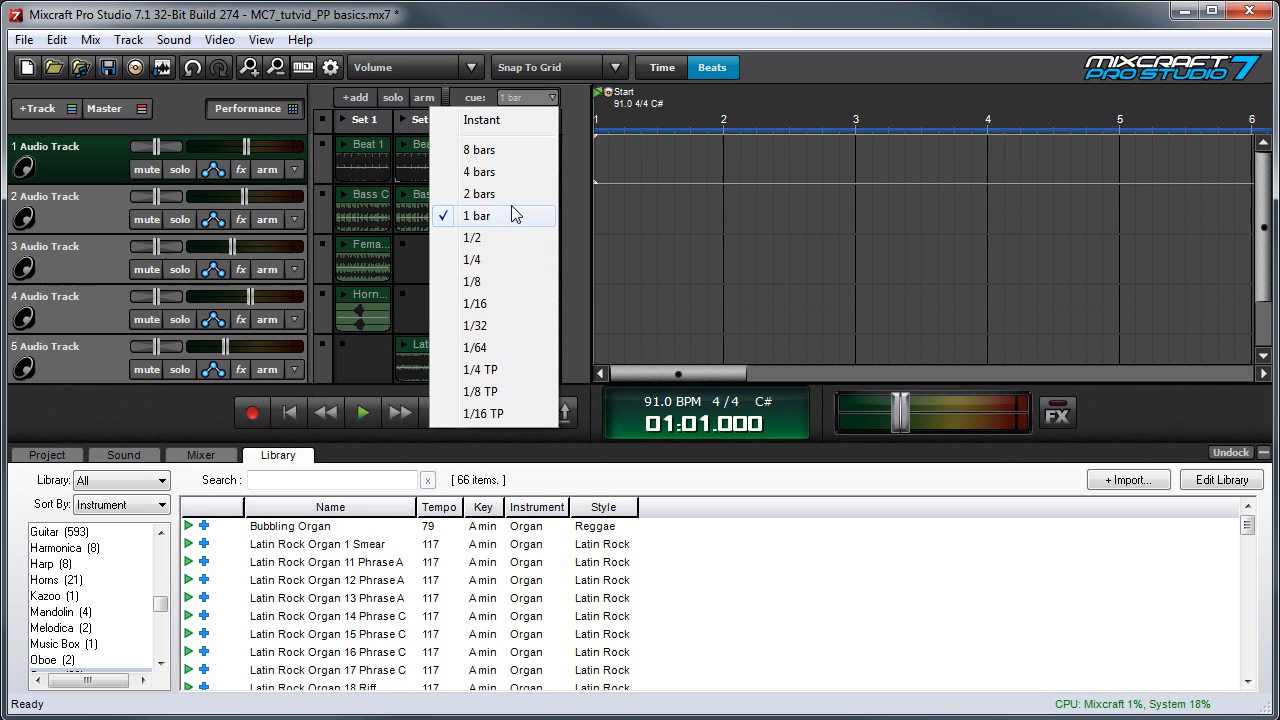 Mixcraft Pro Studio 7.1 32-Bit Build 274 - MC7_tutvid_PP basics.mx7 *
File Edit Mix Track Sound Video View Help
Volume Snap To Grid Time Beats
MIXCRAFT PRO STUDIO 7
+Track Master Performance
+add solo arm cue: 1 bar
Start
91.0 4/4 C#
Set 1 Set
1 2 3 4 5 6
1 Audio Track
mute solo fx arm
Beat 1
2 Audio Track
mute solo fx arm
Bass C
3 Audio Track
mute solo fx arm
Fema...
4 Audio Track
mute solo fx arm
Horn...
5 Audio Track
mute solo fx arm
Instant
8 bars
4 bars
2 bars
1 bar
1/2
1/4
1/8
1/16
1/32
1/64
1/4 TP
1/8 TP
1/16 TP
91.0 BPM 4 / 4 C#
01:01.000
FX
Project Sound Mixer Library Undock
Library: All Search : x [ 66 items. ] + Import... Edit Library
Sort By: Instrument
Guitar (593)
Harmonica (8)
Harp (8)
Horns (21)
Kazoo (1)
Mandolin (4)
Melodica (2)
Music Box (1)
Oboe (2)
Name Tempo Key Instrument Style
Bubbling Organ 79 A min Organ Reggae
Latin Rock Organ 1 Smear 117 A min Organ Latin Rock
Latin Rock Organ 11 Phrase A 117 A min Organ Latin Rock
Latin Rock Organ 12 Phrase A 117 A min Organ Latin Rock
Latin Rock Organ 13 Phrase A 117 A min Organ Latin Rock
Latin Rock Organ 14 Phrase C 117 A min Organ Latin Rock
Latin Rock Organ 15 Phrase C 117 A min Organ Latin Rock
Latin Rock Organ 16 Phrase C 117 A min Organ Latin Rock
Latin Rock Organ 17 Phrase C 117 A min Organ Latin Rock
Latin Rock Organ 18 Riff 117 A min Organ Latin Rock
Ready
CPU: Mixcraft 1%, System 18%